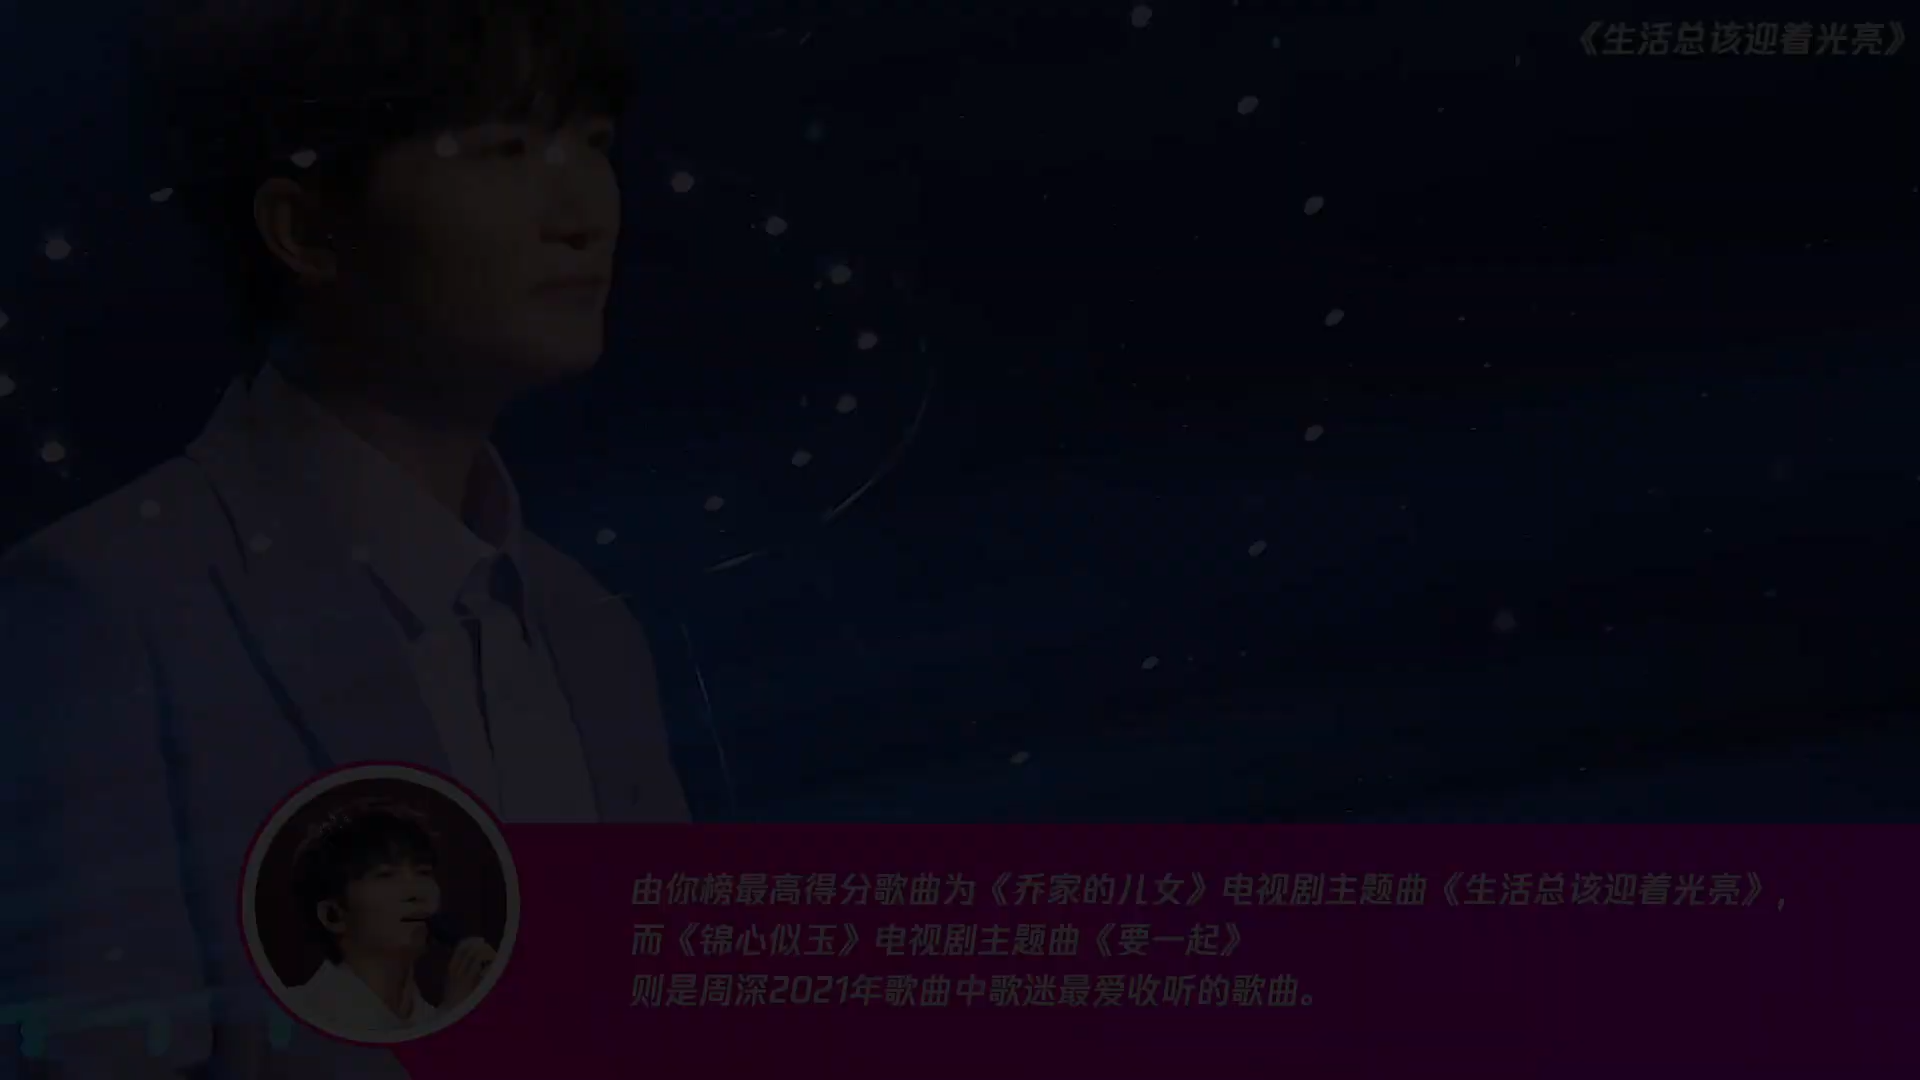 《生活总该迎着光亮》
由你榜最高得分歌曲为《乔家的儿女》电视剧主题曲《生活总该迎着光亮》，
而《锦心似玉》电视剧主题曲《要一起》
则是周深2021年歌曲中歌迷最爱收听的歌曲。